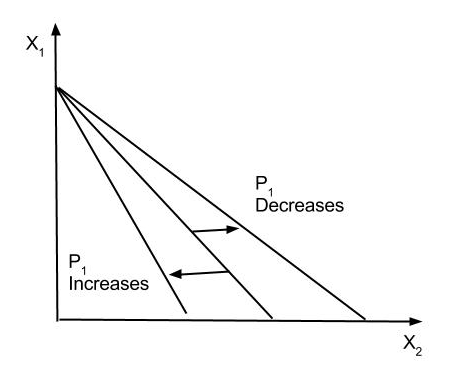 X₁
P₁
Decreases
P₁
Increases
X₂